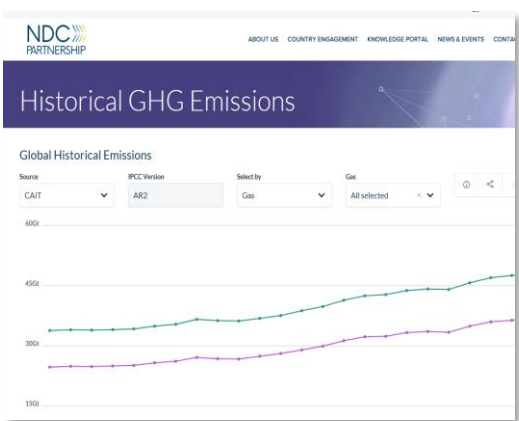 NDC
PARTNERSHIP
ABOUT US COUNTRY ENGAGEMENT KNOWLEDGE PORTAL NEWS & EVENTS
Historical GHG Emissions
Global Historical Emissions
Source IPCC Version Select by Gas
CAIT AR2 Gas All selected
60Gt
45Gt
30Gt
15Gt